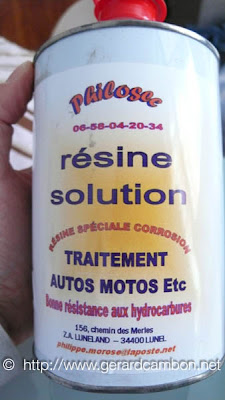 Philosec
06-58-04-20-34
résine
solution
RÉSINE SPÉCIALE CORROSION
TRAITEMENT
AUTOS MOTOS Etc
Bonne résistance aux hydrocarbures
156, chemin des Merles
Z.A. LUNELAND - 34400 LUNEL
philippe.morose@laposte.net
© http://www.gerardcambon.net